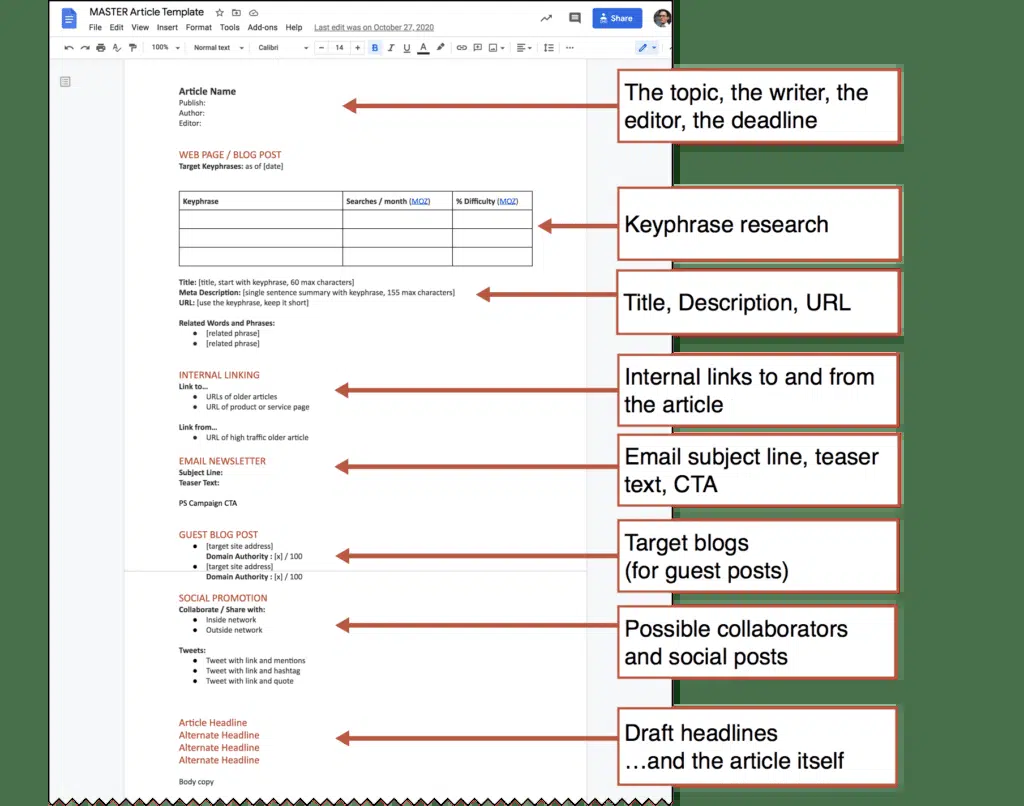 MASTER Article Template
File Edit View Insert Format Tools Add-ons Help Last edit was on October 27, 2020
Share
100% Normal text Calibri 14 B I U A
Article Name
Publish:
Author:
Editor:
The topic, the writer, the
editor, the deadline
WEB PAGE / BLOG POST
Target Keyphrases: as of [date]
Keyphrase Searches / month (MOZ) % Difficulty (MOZ)
Keyphrase research
Title: [title, start with keyphrase, 60 max characters]
Meta Description: [single sentence summary with keyphrase, 155 max characters]
URL: [use the keyphrase, keep it short]
Title, Description, URL
Related Words and Phrases:
● [related phrase]
● [related phrase]
INTERNAL LINKING
Link to...
● URLs of older articles
● URL of product or service page
Link from...
● URL of high traffic older article
Internal links to and from
the article
EMAIL NEWSLETTER
Subject Line:
Teaser Text:
PS Campaign CTA
Email subject line, teaser
text, CTA
GUEST BLOG POST
● [target site address]
Domain Authority : [x] / 100
● [target site address]
Domain Authority : [x] / 100
Target blogs
(for guest posts)
SOCIAL PROMOTION
Collaborate / Share with:
● Inside network
● Outside network
Tweets:
● Tweet with link and mentions
● Tweet with link and hashtag
● Tweet with link and quote
Possible collaborators
and social posts
Article Headline
Alternate Headline
Alternate Headline
Alternate Headline
Body copy
Draft headlines
…and the article itself